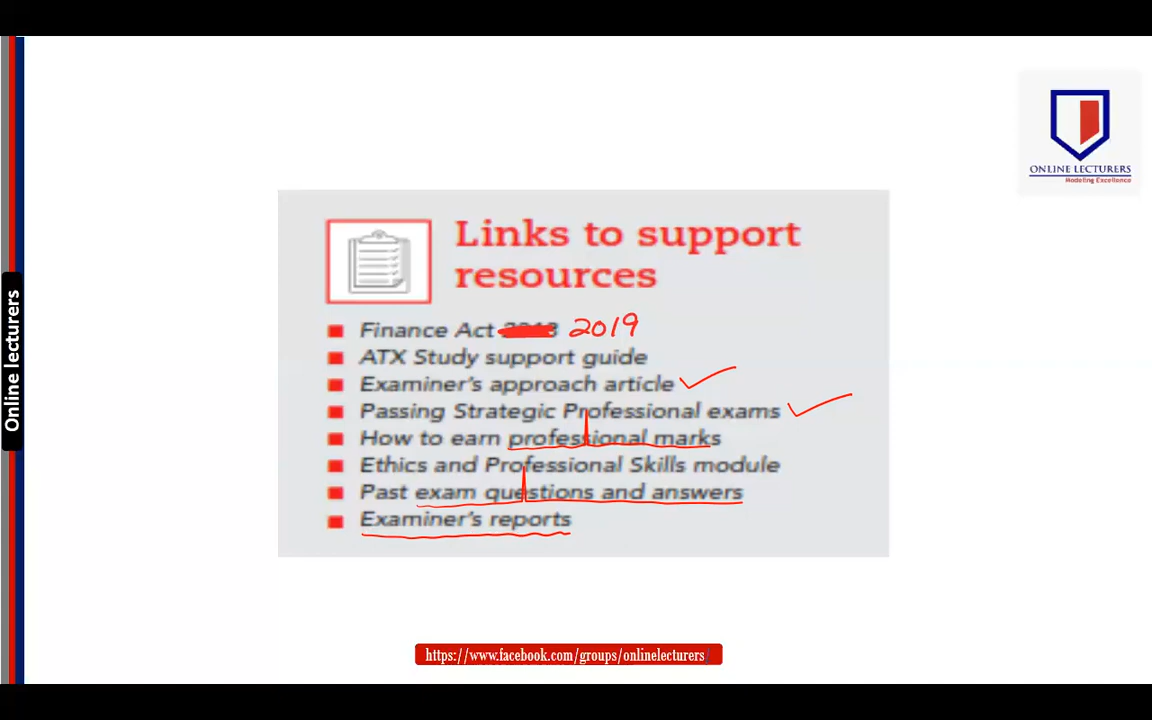 ONLINE LECTURERS
Modeling Excellence
Links to support
resources
Finance Act 2019
ATX Study support guide
Examiner's approach article
Passing Strategic Professional exams
How to earn professional marks
Ethics and Professional Skills module
Past exam questions and answers
Examiner's reports
Online lecturers
https://www.facebook.com/groups/onlinelecturers/